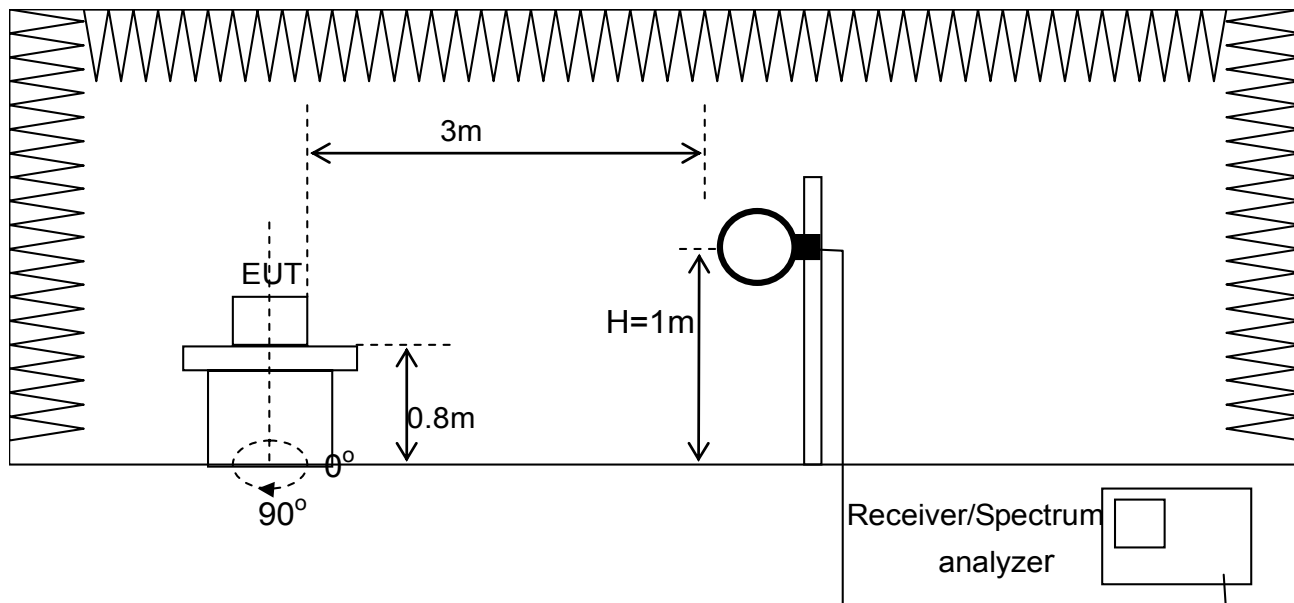 3m
EUT
H=1m
0.8m
0°
90°
Receiver/Spectrum
analyzer